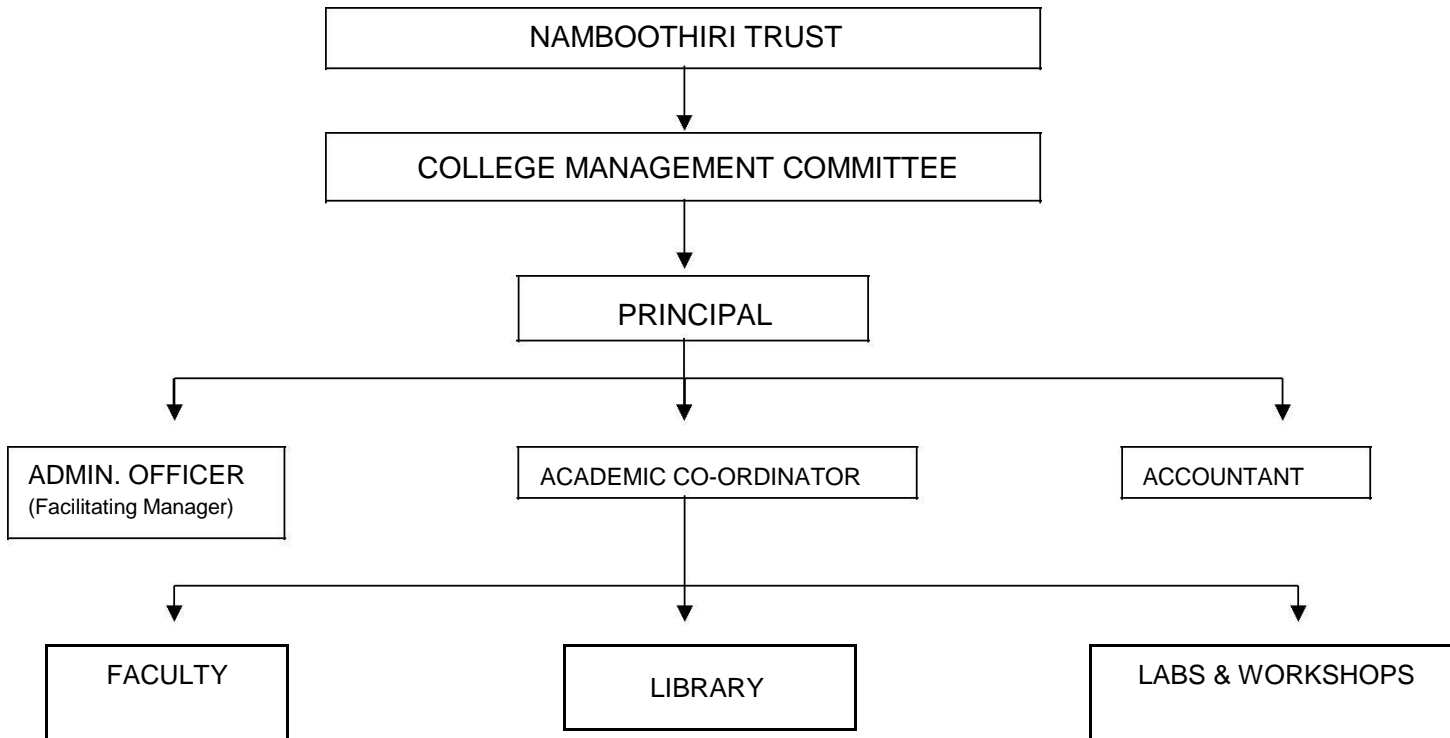 NAMBOOTHIRI TRUST
COLLEGE MANAGEMENT COMMITTEE
PRINCIPAL
ADMIN. OFFICER
(Facilitating Manager)
ACADEMIC CO-ORDINATOR
ACCOUNTANT
FACULTY
LIBRARY
LABS & WORKSHOPS